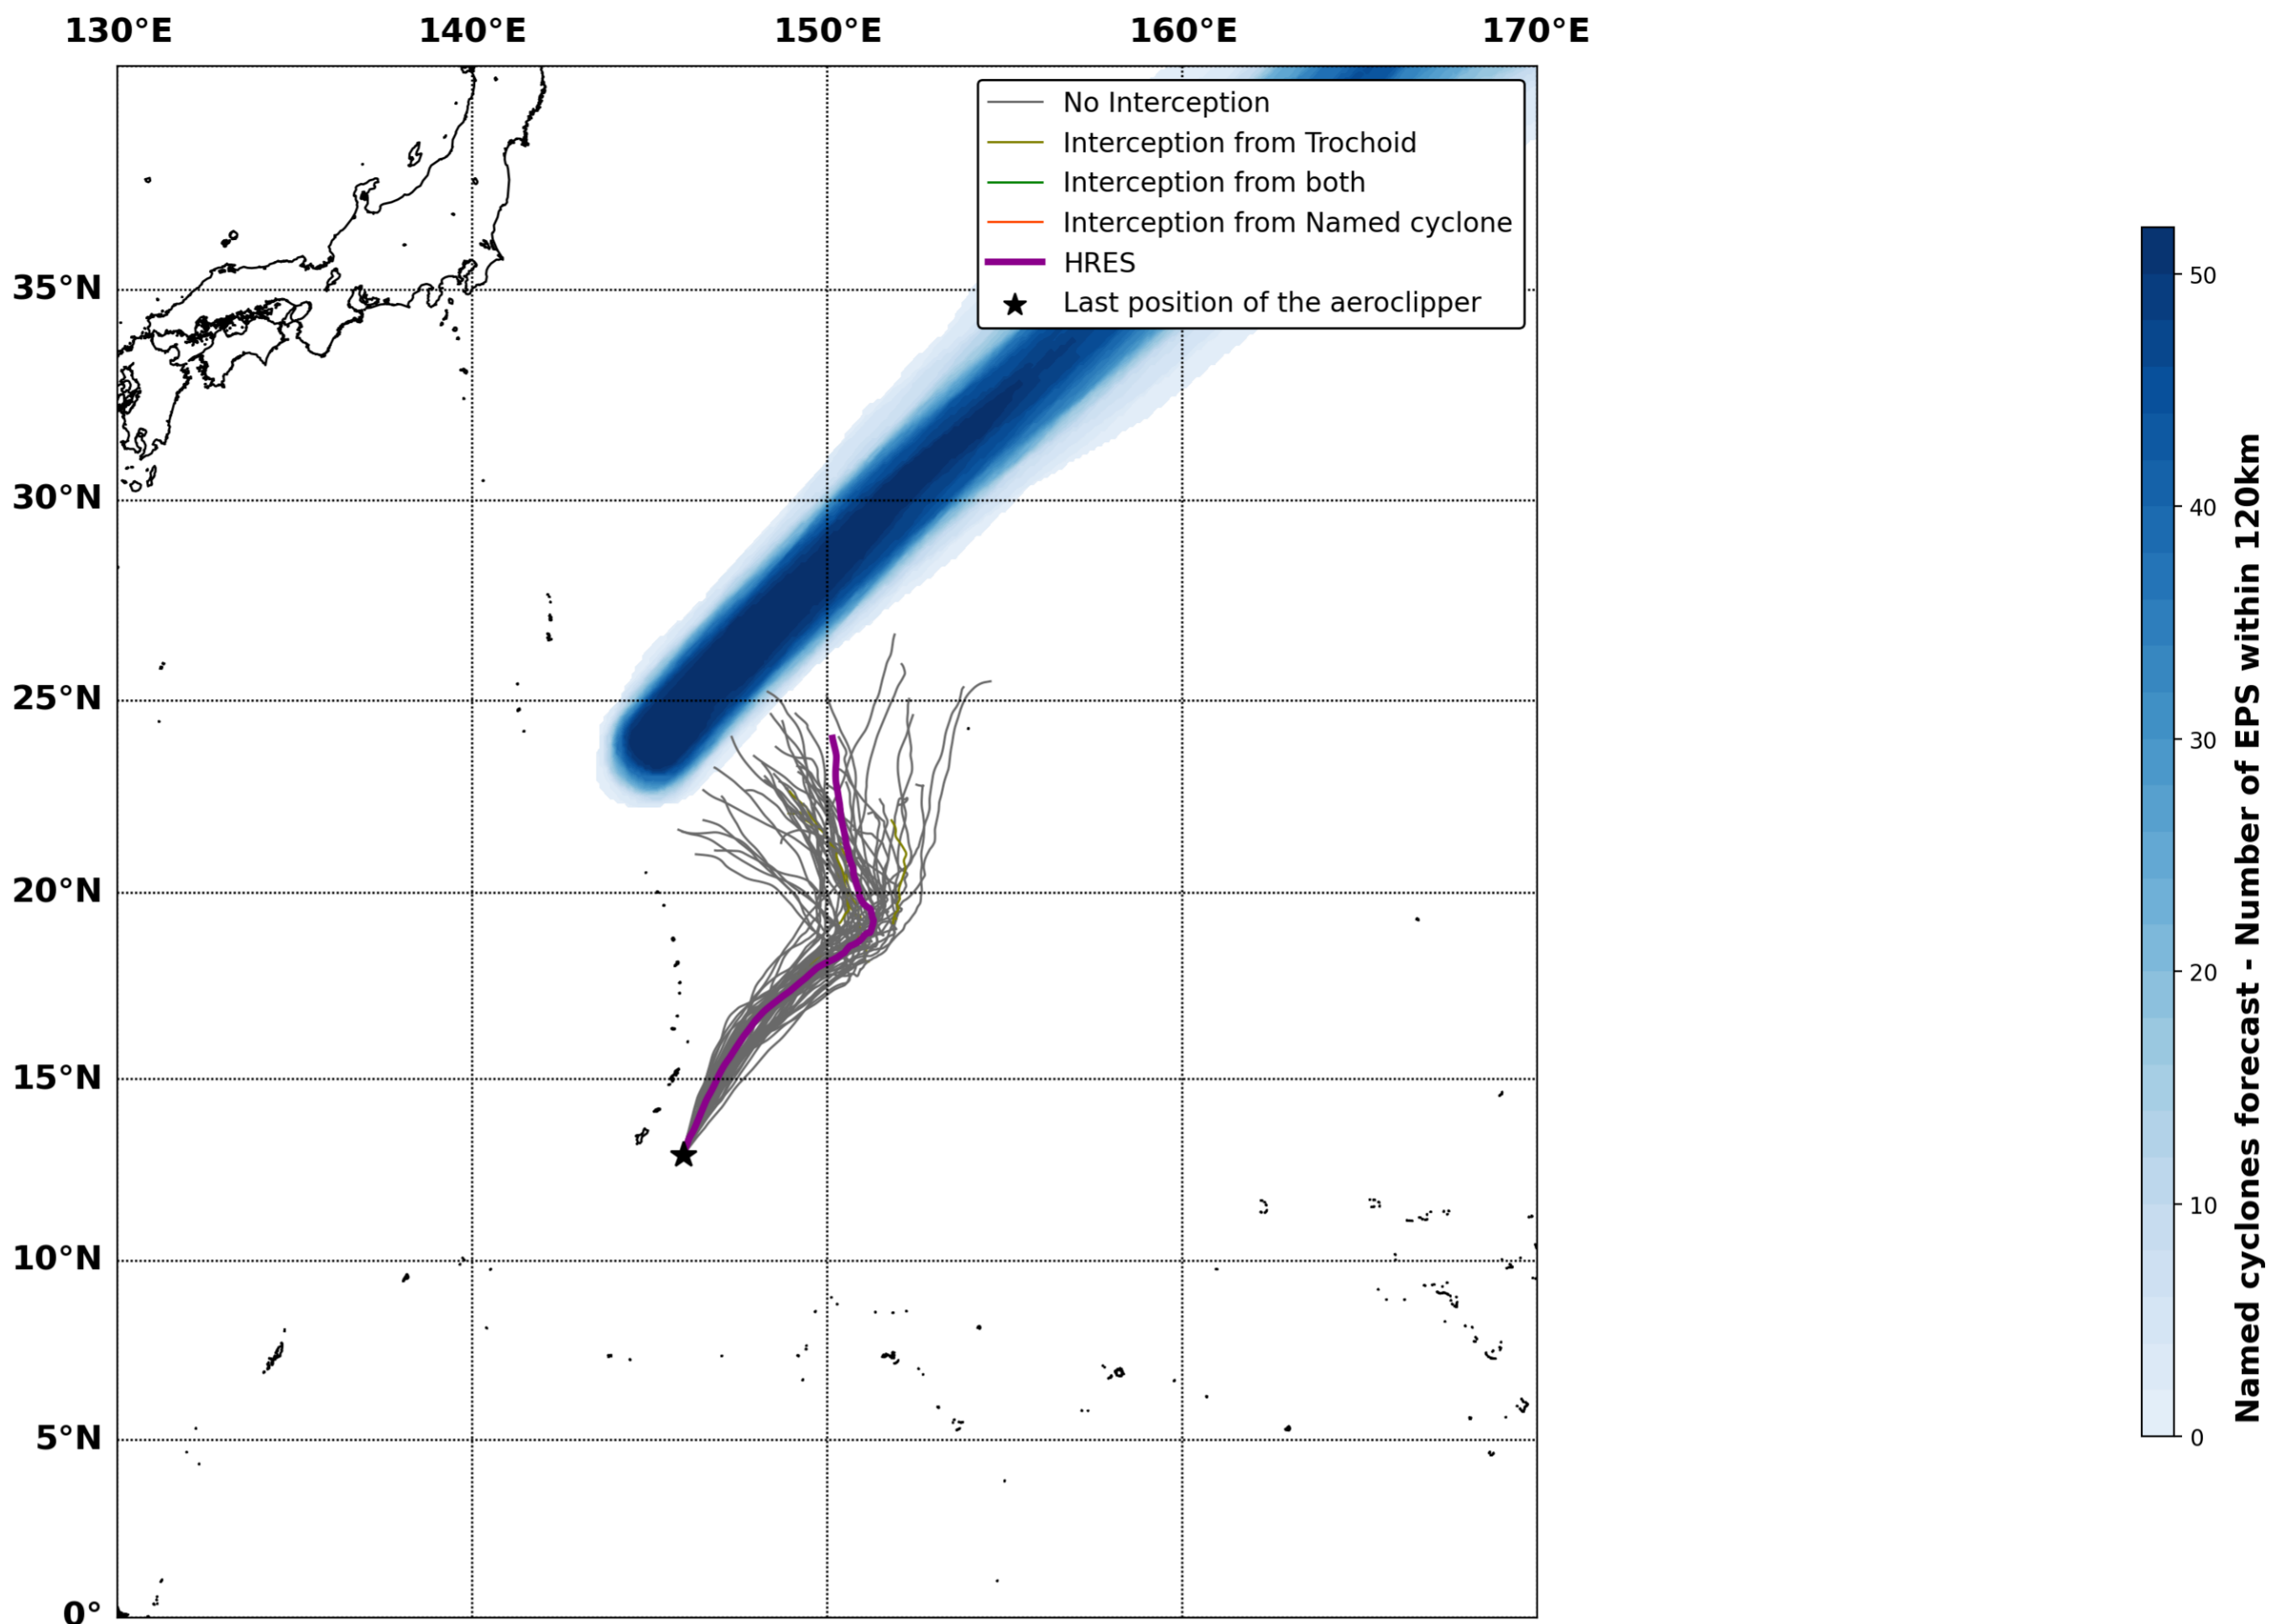 130°E 140°E 150°E 160°E 170°E
No Interception
Interception from Trochoid
Interception from both
Interception from Named cyclone
HRES
Last position of the aeroclipper
35°N
30°N
25°N
20°N
15°N
10°N
5°N
0°
50
40
30
20
10
0
Named cyclones forecast - Number of EPS within 120km